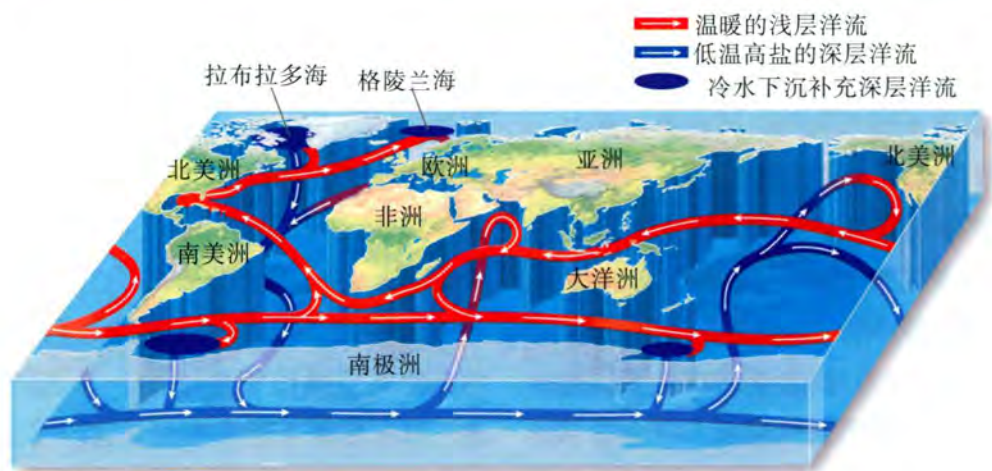 温暖的浅层洋流
低温高盐的深层洋流
冷水下沉补充深层洋流
拉布拉多海
格陵兰海
北美洲
欧洲
亚洲
北美洲
非洲
南美洲
大洋洲
南极洲